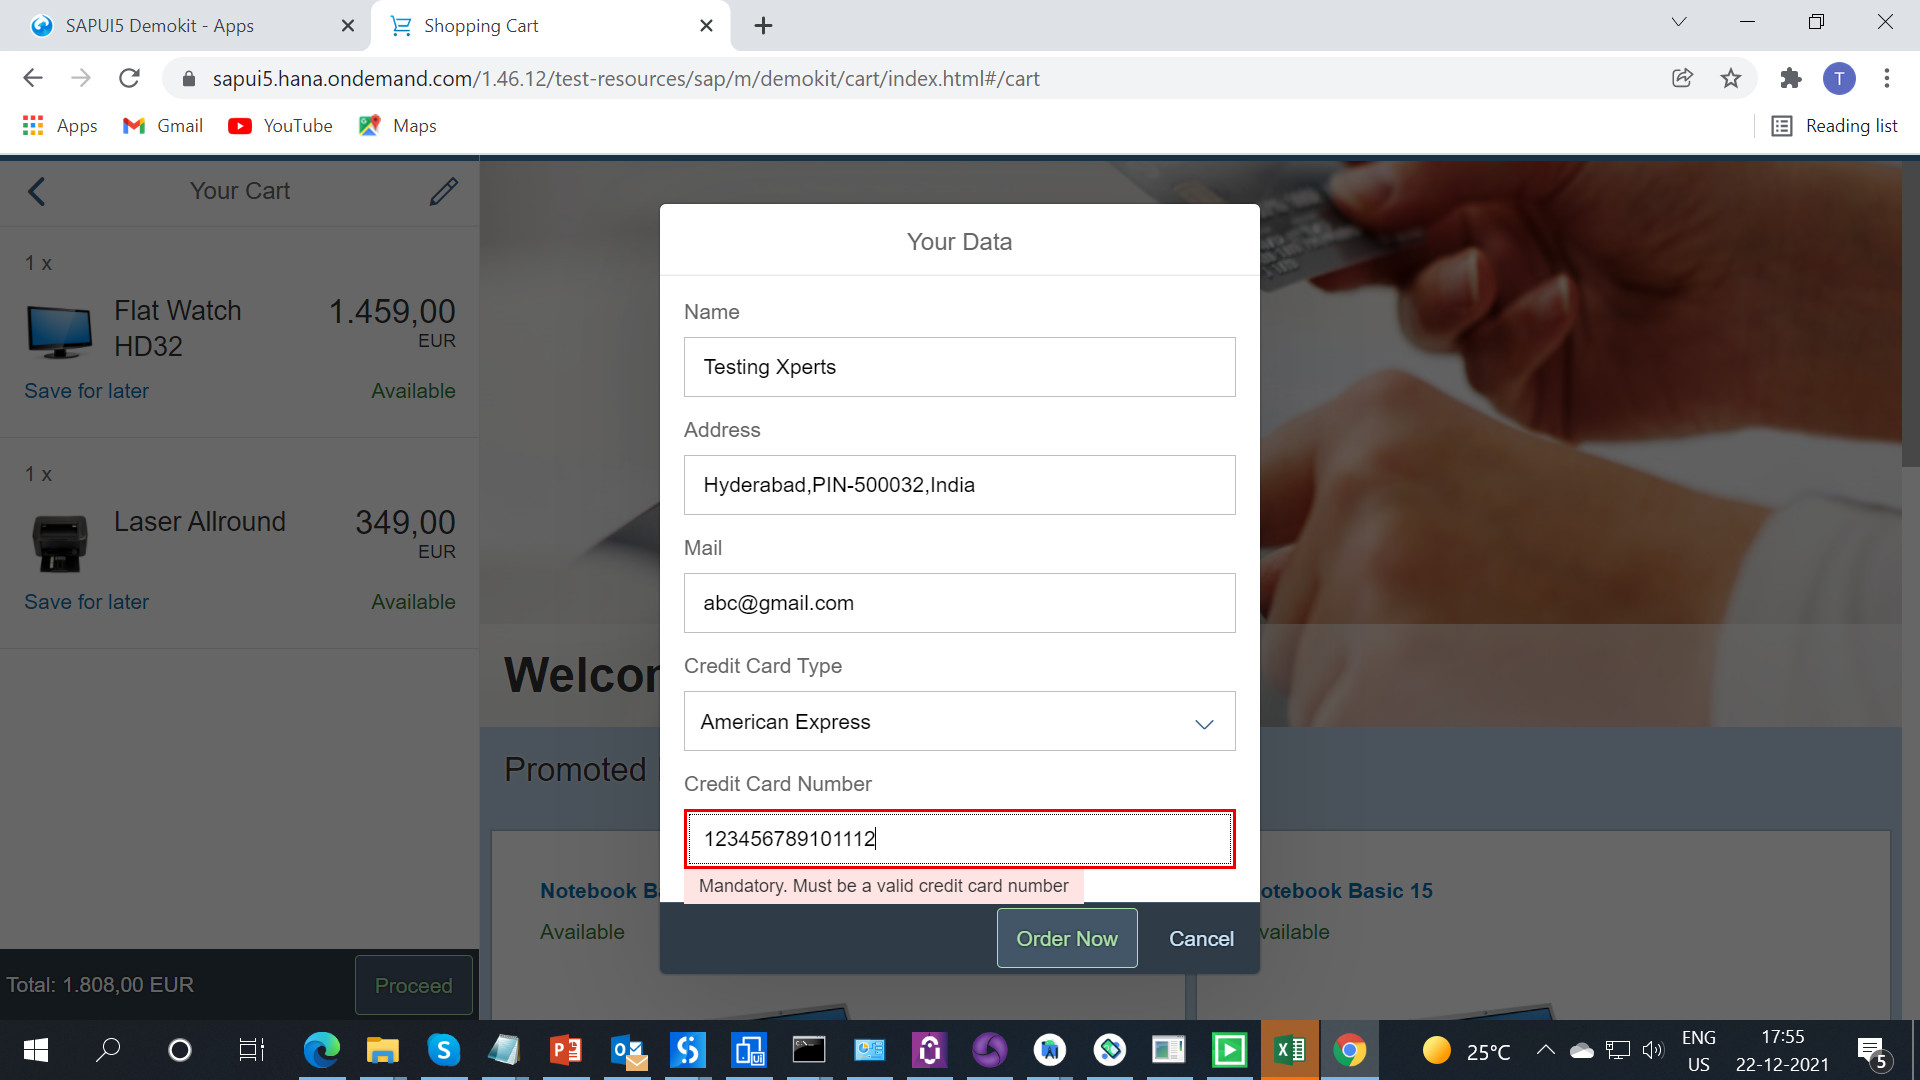 SAPUI5 Demokit - Apps
Shopping Cart
sapui5.hana.ondemand.com/1.46.12/test-resources/sap/m/demokit/cart/index.html#/cart
T
Apps
Gmail
YouTube
Maps
Reading list
Your Cart
1 x
Flat Watch
HD32
1.459,00
EUR
Save for later
Available
1 x
Laser Allround
349,00
EUR
Save for later
Available
Total: 1.808,00 EUR
Proceed
Welcom
Promoted
Notebook Ba
Available
otebook Basic 15
vailable
Your Data
Name
Testing Xperts
Address
Hyderabad,PIN-500032,India
Mail
abc@gmail.com
Credit Card Type
American Express
Credit Card Number
123456789101112
Mandatory. Must be a valid credit card number
Order Now
Cancel
25°C
ENG
US
17:55
22-12-2021
5